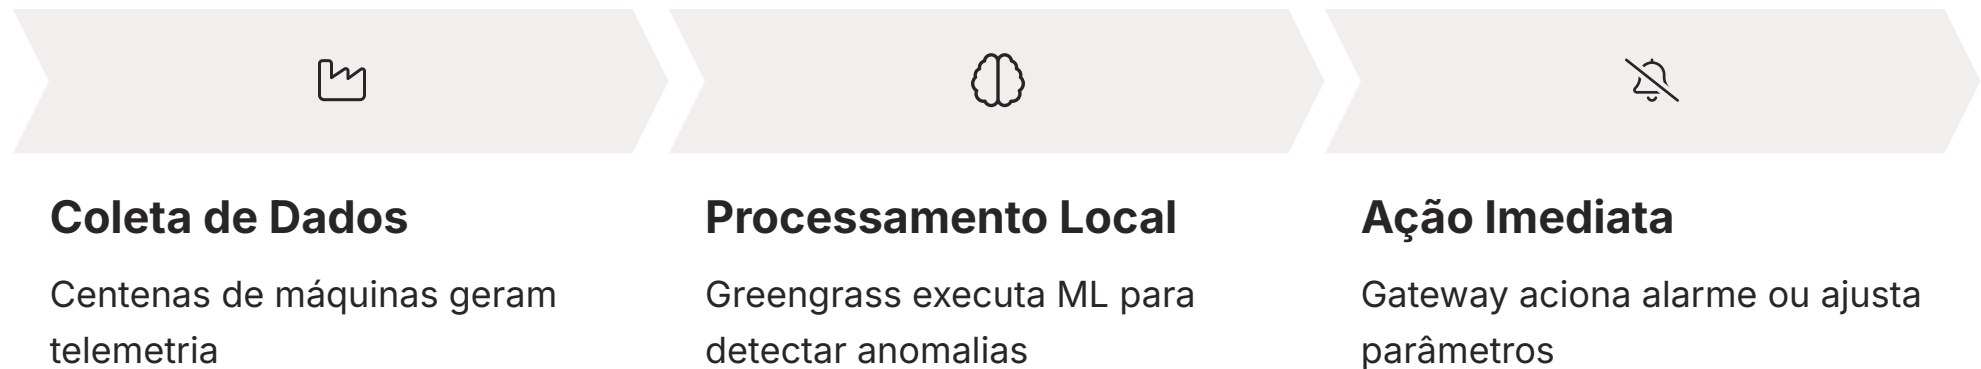 Coleta de Dados
Centenas de máquinas geram
telemetria
Processamento Local
Greengrass executa ML para
detectar anomalias
Ação Imediata
Gateway aciona alarme ou ajusta
parâmetros